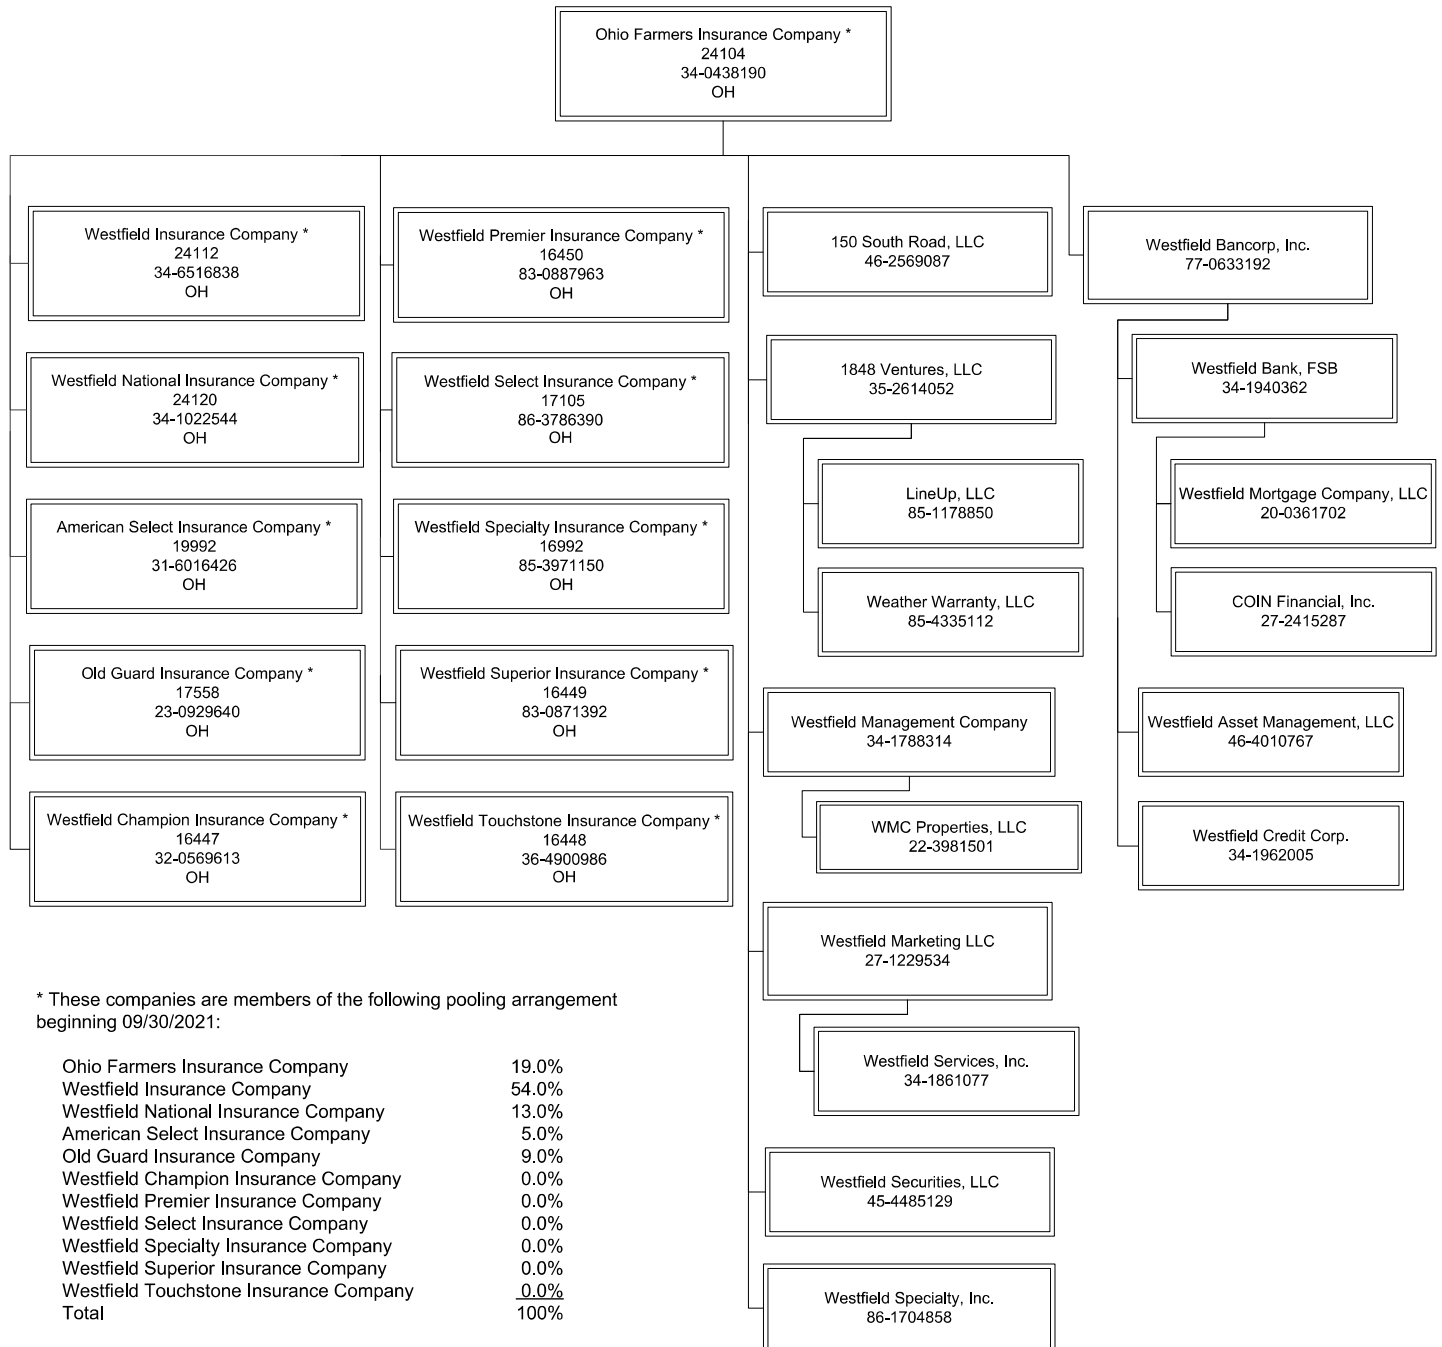 Ohio Farmers Insurance Company *
24104
34-0438190
OH
Westfield Insurance Company *
24112
34-6516838
OH
Westfield National Insurance Company *
24120
34-1022544
OH
American Select Insurance Company *
19992
31-6016426
OH
Old Guard Insurance Company *
17558
23-0929640
OH
Westfield Champion Insurance Company *
16447
32-0569613
OH
Westfield Premier Insurance Company *
16450
83-0887963
OH
Westfield Select Insurance Company *
17105
86-3786390
OH
Westfield Specialty Insurance Company *
16992
85-3971150
OH
Westfield Superior Insurance Company *
16449
83-0871392
OH
Westfield Touchstone Insurance Company *
16448
36-4900986
OH
150 South Road, LLC
46-2569087
1848 Ventures, LLC
35-2614052
LineUp, LLC
85-1178850
Weather Warranty, LLC
85-4335112
Westfield Management Company
34-1788314
WMC Properties, LLC
22-3981501
Westfield Marketing LLC
27-1229534
Westfield Services, Inc.
34-1861077
Westfield Securities, LLC
45-4485129
Westfield Specialty, Inc.
86-1704858
Westfield Bancorp, Inc.
77-0633192
Westfield Bank, FSB
34-1940362
Westfield Mortgage Company, LLC
20-0361702
COIN Financial, Inc.
27-2415287
Westfield Asset Management, LLC
46-4010767
Westfield Credit Corp.
34-1962005
* These companies are members of the following pooling arrangement
beginning 09/30/2021:
Ohio Farmers Insurance Company 19.0%
Westfield Insurance Company 54.0%
Westfield National Insurance Company 13.0%
American Select Insurance Company 5.0%
Old Guard Insurance Company 9.0%
Westfield Champion Insurance Company 0.0%
Westfield Premier Insurance Company 0.0%
Westfield Select Insurance Company 0.0%
Westfield Specialty Insurance Company 0.0%
Westfield Superior Insurance Company 0.0%
Westfield Touchstone Insurance Company 0.0%
Total 100%